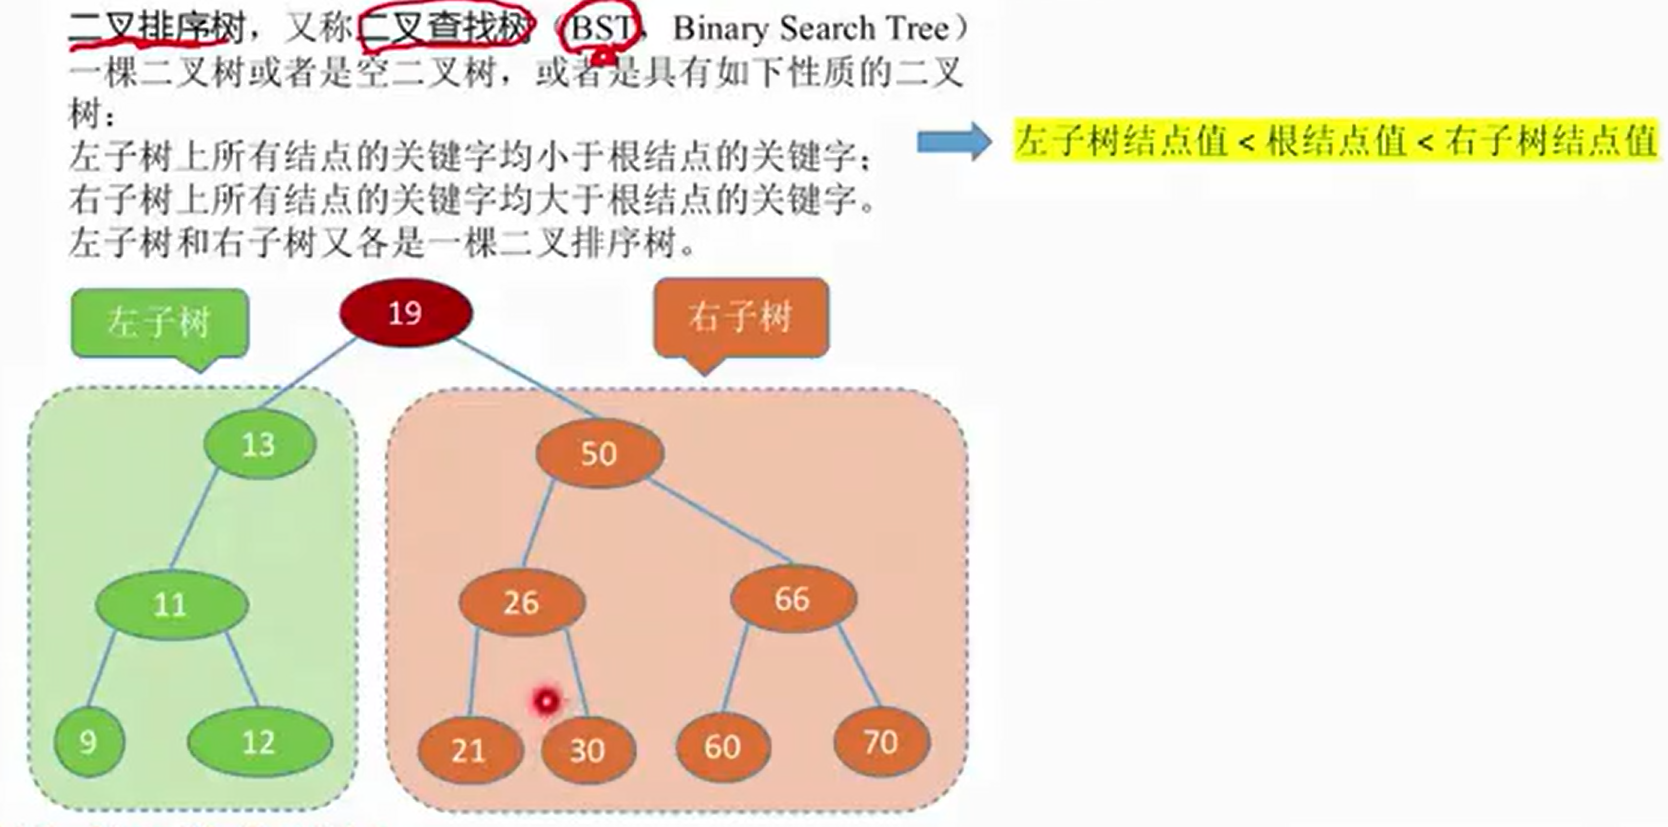 二叉排序树，又称二叉查找树（BST，Binary Search Tree）
一棵二叉树或者是空二叉树，或者是具有如下性质的二叉
树：
左子树上所有结点的关键字均小于根结点的关键字；
右子树上所有结点的关键字均大于根结点的关键字。
左子树和右子树又各是一棵二叉排序树。
左子树结点值 < 根结点值 < 右子树结点值
左子树
19
右子树
13
50
11
26
66
9
12
21
30
60
70